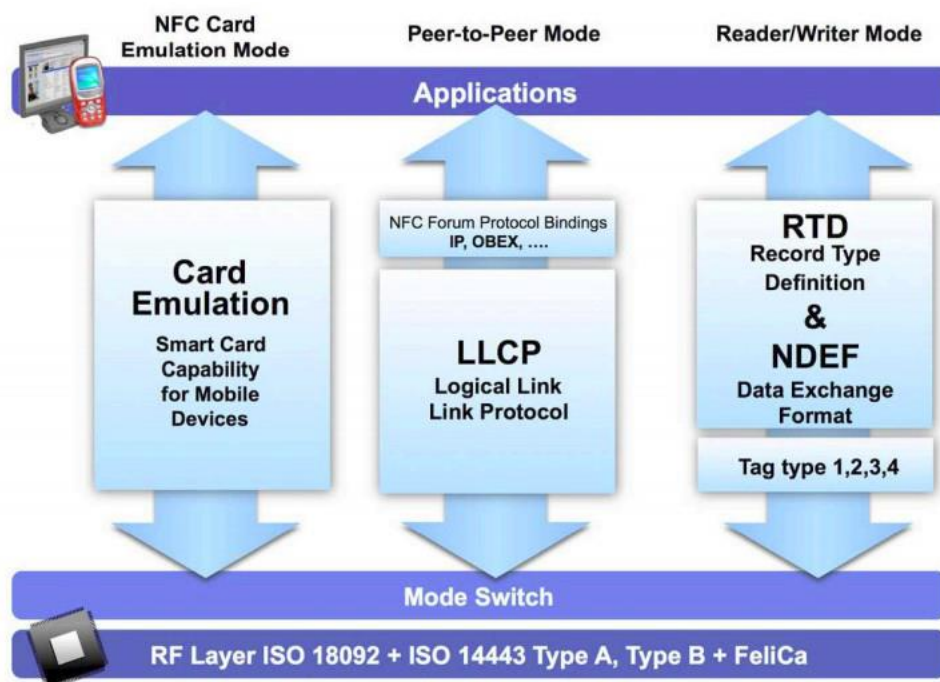 NFC Card
Emulation Mode
Peer-to-Peer Mode
Reader/Writer Mode
Applications
Card
Emulation
Smart Card
Capability
for Mobile
Devices
NFC Forum Protocol Bindings
IP, OBEX, ....
LLCP
Logical Link
Link Protocol
RTD
Record Type
Definition
&
NDEF
Data Exchange
Format
Tag type 1,2,3,4
Mode Switch
RF Layer ISO 18092 + ISO 14443 Type A, Type B + FeliCa